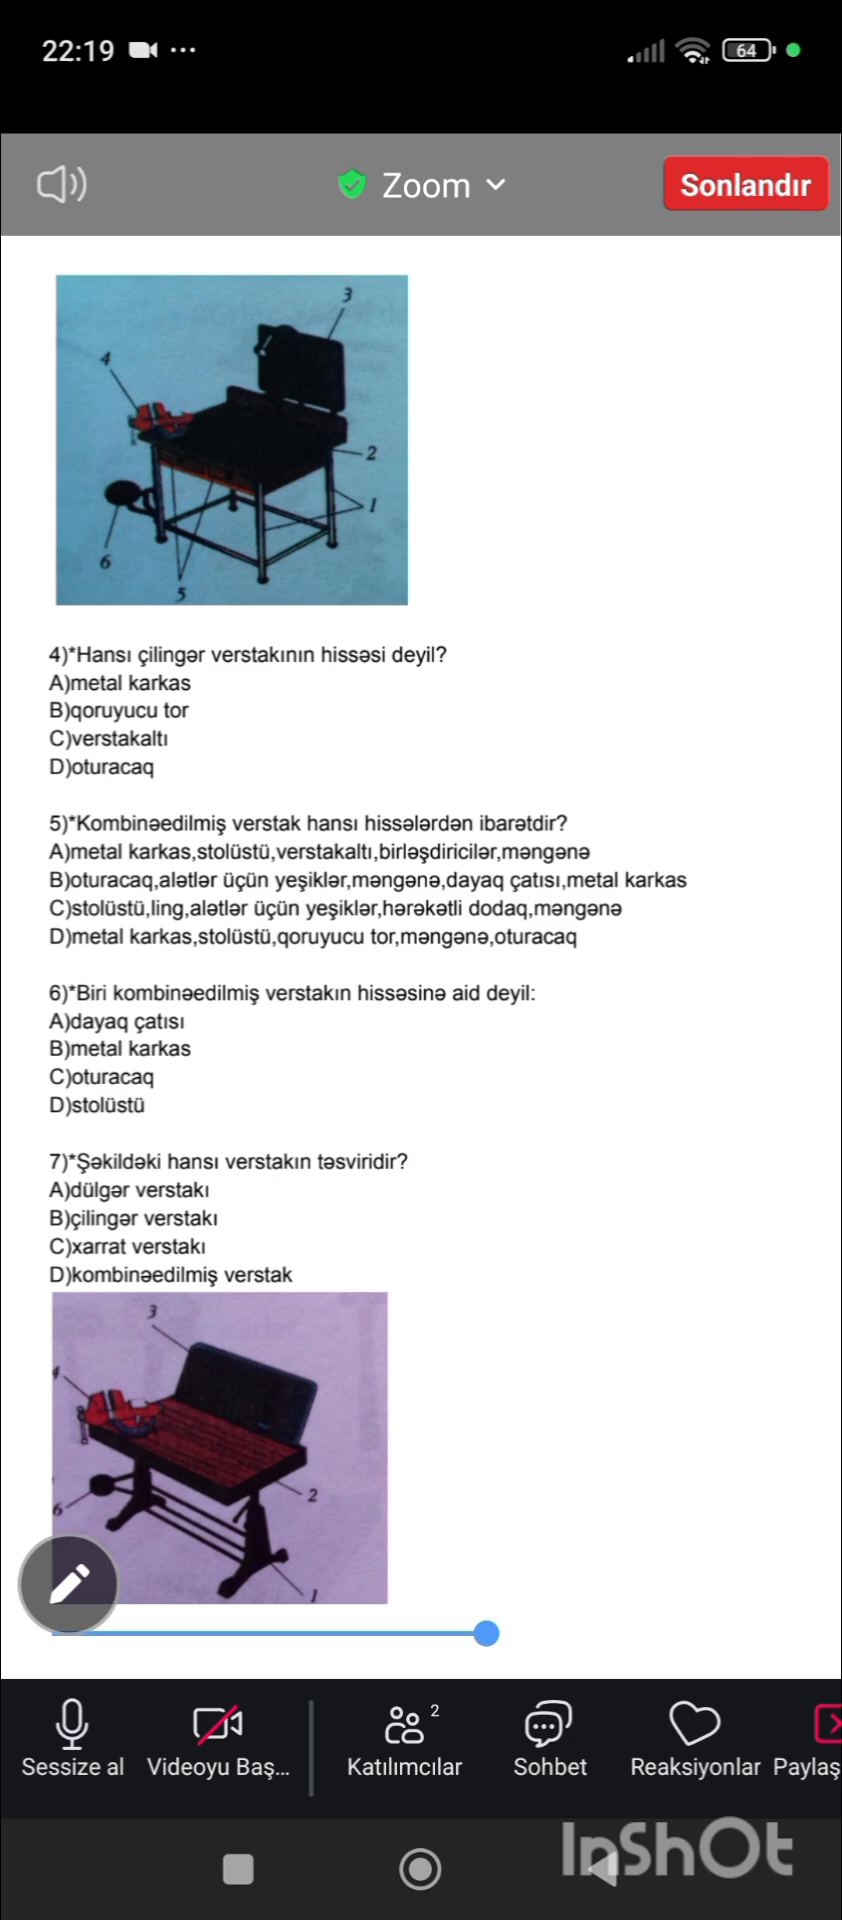 22:19
64
Zoom
Sonlandır
3
4
2
1
6
5
4)*Hansı çilingər verstakının hissəsi deyil?
A)metal karkas
B)qoruyucu tor
C)verstakaltı
D)oturacaq
5)*Kombinəedilmiş verstak hansı hissələrdən ibarətdir?
A)metal karkas,stolüstü,verstakaltı,birləşdiricilər,məngənə
B)oturacaq,alətlər üçün yeşiklər,məngənə,dayaq çatısı,metal karkas
C)stolüstü,ling,alətlər üçün yeşiklər,hərəkətli dodaq,məngənə
D)metal karkas,stolüstü,qoruyucu tor,məngənə,oturacaq
6)*Biri kombinəedilmiş verstakın hissəsinə aid deyil:
A)dayaq çatısı
B)metal karkas
C)oturacaq
D)stolüstü
7)*Şəkildəki hansı verstakın təsviridir?
A)dülgər verstakı
B)çilingər verstakı
C)xarrat verstakı
D)kombinəedilmiş verstak
3
4
2
6
1
2
Sessize al Videoyu Baş... Katılımcılar Sohbet Reaksiyonlar Paylaş
InShOt